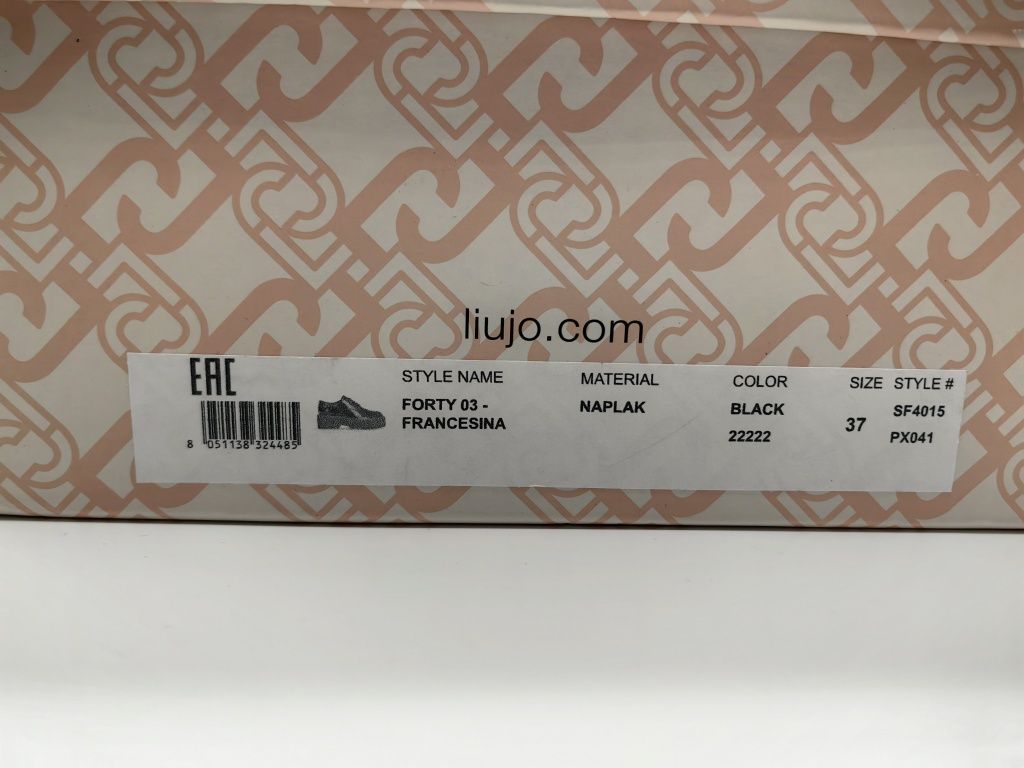 liujo.com
EAC
8 051138 324485
STYLE NAME
FORTY 03 -
FRANCESINA
MATERIAL
NAPLAK
COLOR
BLACK
22222
SIZE
37
STYLE #
SF4015
PX041